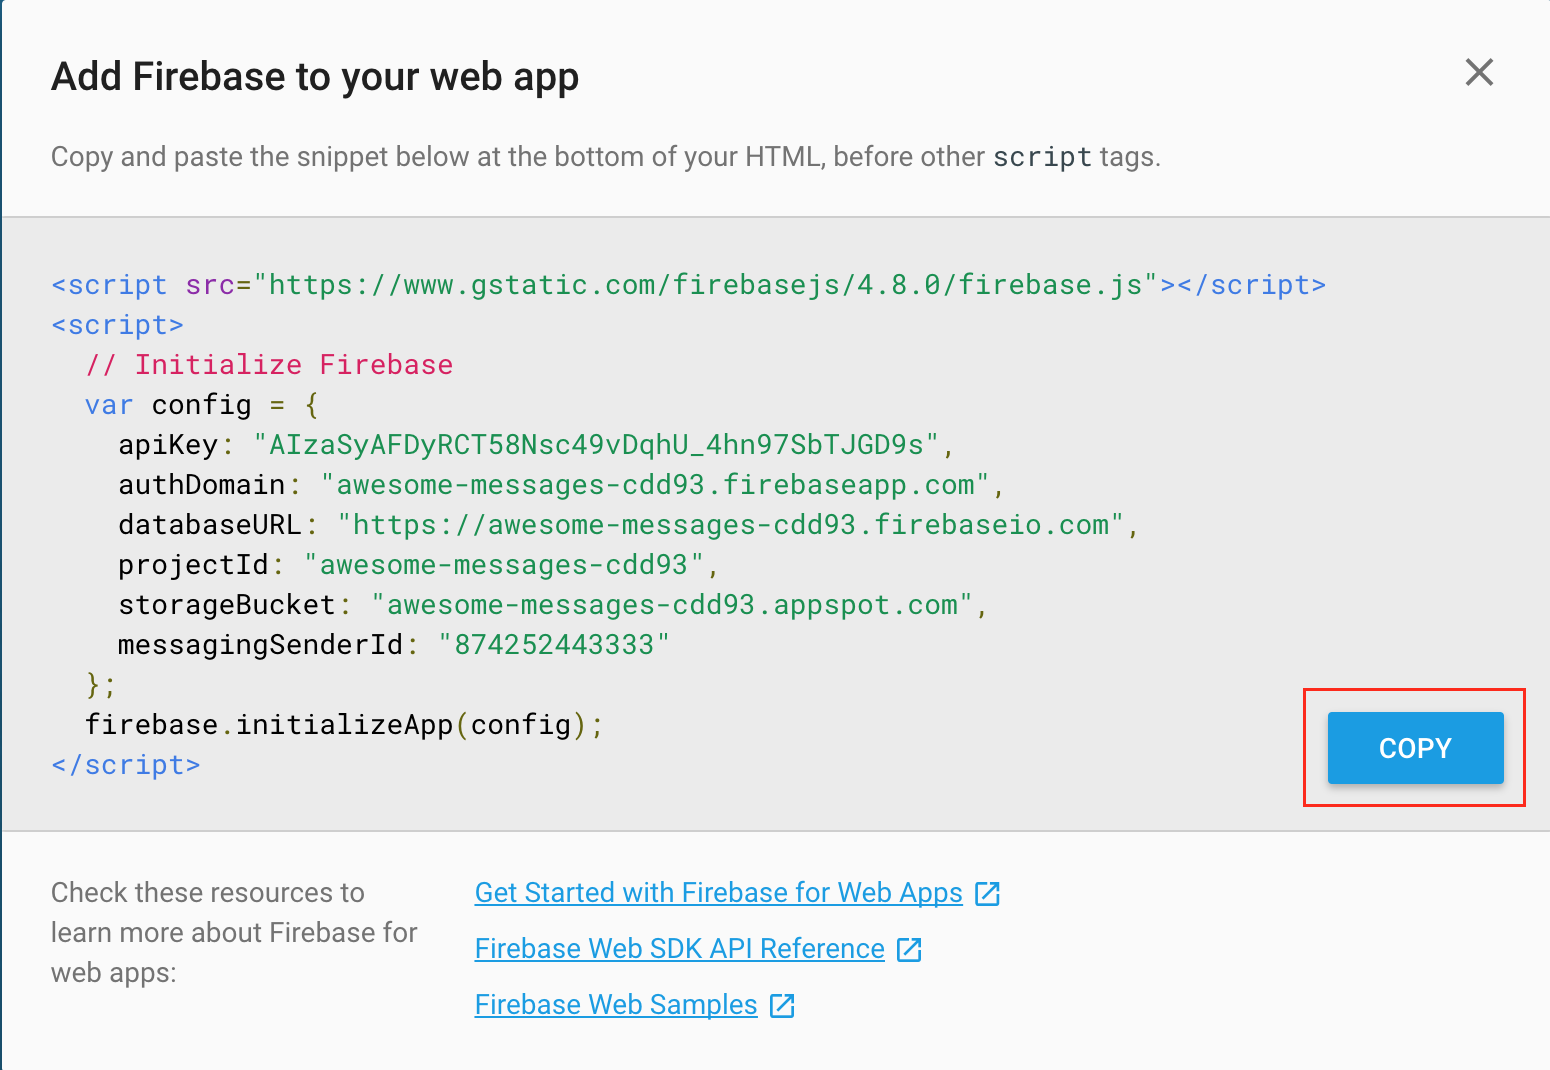 Add Firebase to your web app
Copy and paste the snippet below at the bottom of your HTML, before other script tags.
<script src="https://www.gstatic.com/firebasejs/4.8.0/firebase.js"></script>
<script>
  // Initialize Firebase
  var config = {
    apiKey: "AIzaSyAFDyRCT58Nsc49vDqhU_4hn97SbTJGD9s",
    authDomain: "awesome-messages-cdd93.firebaseapp.com",
    databaseURL: "https://awesome-messages-cdd93.firebaseio.com",
    projectId: "awesome-messages-cdd93",
    storageBucket: "awesome-messages-cdd93.appspot.com",
    messagingSenderId: "874252443333"
  };
  firebase.initializeApp(config);
</script>
COPY
Check these resources to
learn more about Firebase for
web apps:
Get Started with Firebase for Web Apps
Firebase Web SDK API Reference
Firebase Web Samples